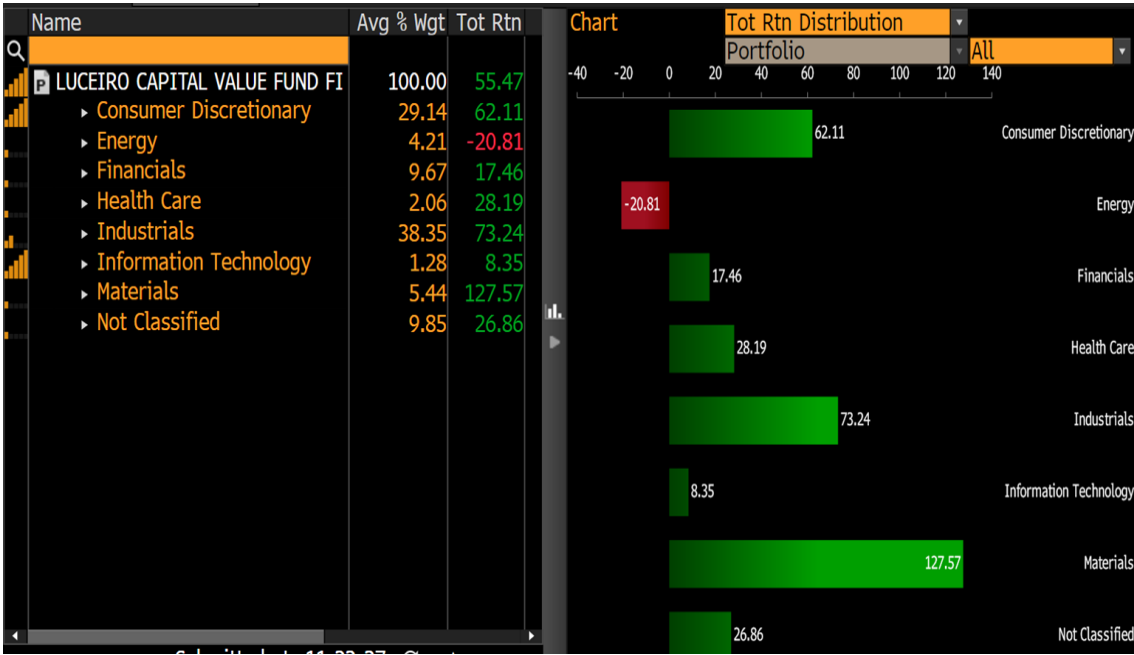 Name Avg % Wgt Tot Rtn
P LUCEIRO CAPITAL VALUE FUND FI 100.00 55.47
Consumer Discretionary 29.14 62.11
Energy 4.21 -20.81
Financials 9.67 17.46
Health Care 2.06 28.19
Industrials 38.35 73.24
Information Technology 1.28 8.35
Materials 5.44 127.57
Not Classified 9.85 26.86
Chart Tot Rtn Distribution
Portfolio All
-40 -20 0 20 40 60 80 100 120 140
62.11 Consumer Discretionary
-20.81 Energy
17.46 Financials
28.19 Health Care
73.24 Industrials
8.35 Information Technology
127.57 Materials
26.86 Not Classified